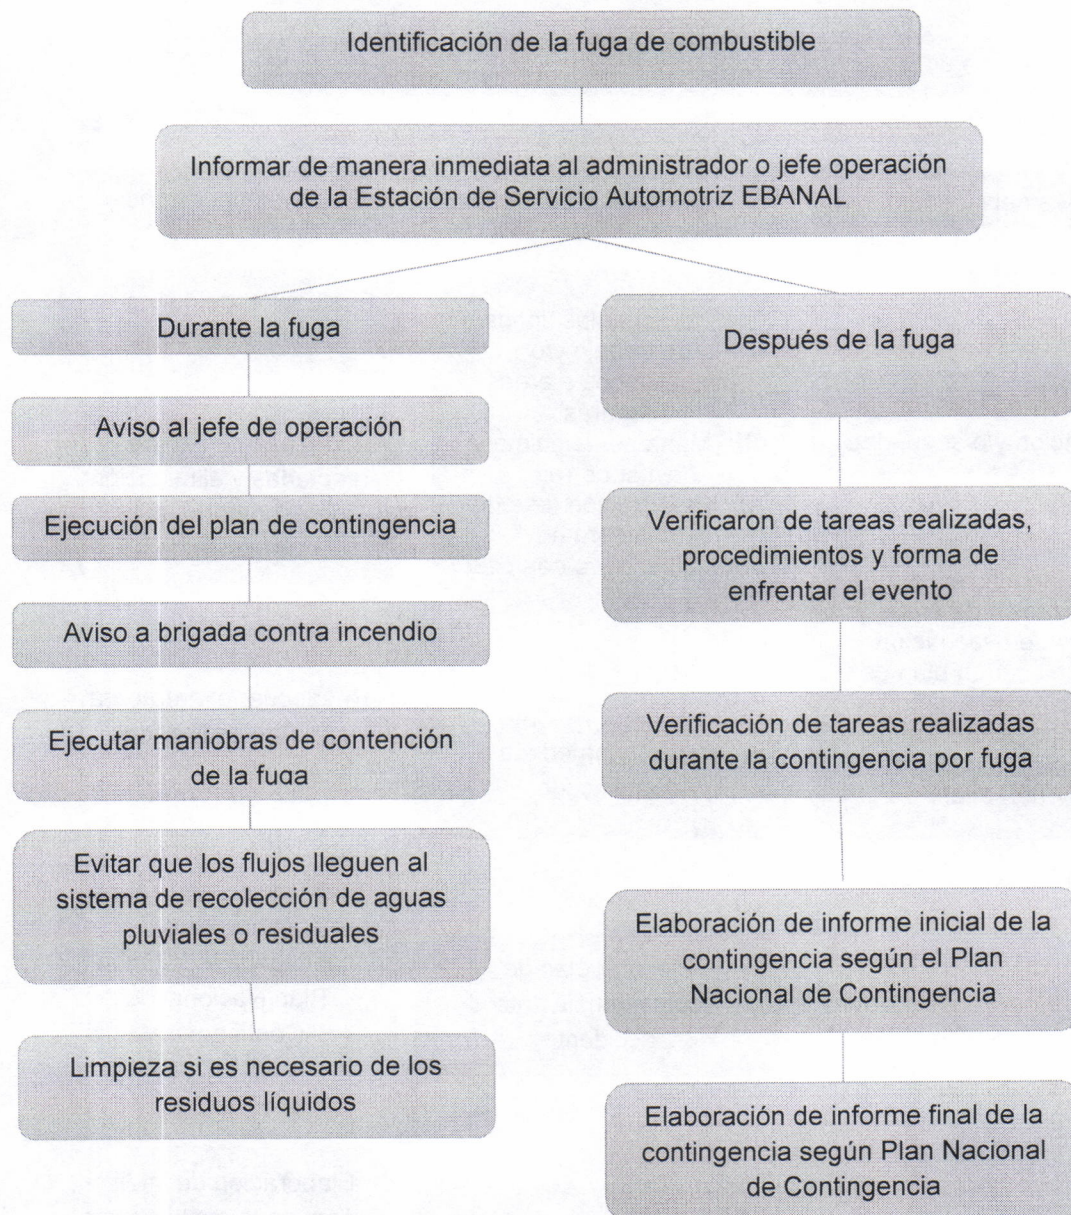 Identificación de la fuga de combustible
Informar de manera inmediata al administrador o jefe operación
de la Estación de Servicio Automotriz EBANAL
Durante la fuga
Aviso al jefe de operación
Ejecución del plan de contingencia
Aviso a brigada contra incendio
Ejecutar maniobras de contención
de la fuga
Evitar que los flujos lleguen al
sistema de recolección de aguas
pluviales o residuales
Limpieza si es necesario de los
residuos líquidos
Después de la fuga
Verificaron de tareas realizadas,
procedimientos y forma de
enfrentar el evento
Verificación de tareas realizadas
durante la contingencia por fuga
Elaboración de informe inicial de la
contingencia según el Plan
Nacional de Contingencia
Elaboración de informe final de la
contingencia según Plan Nacional
de Contingencia